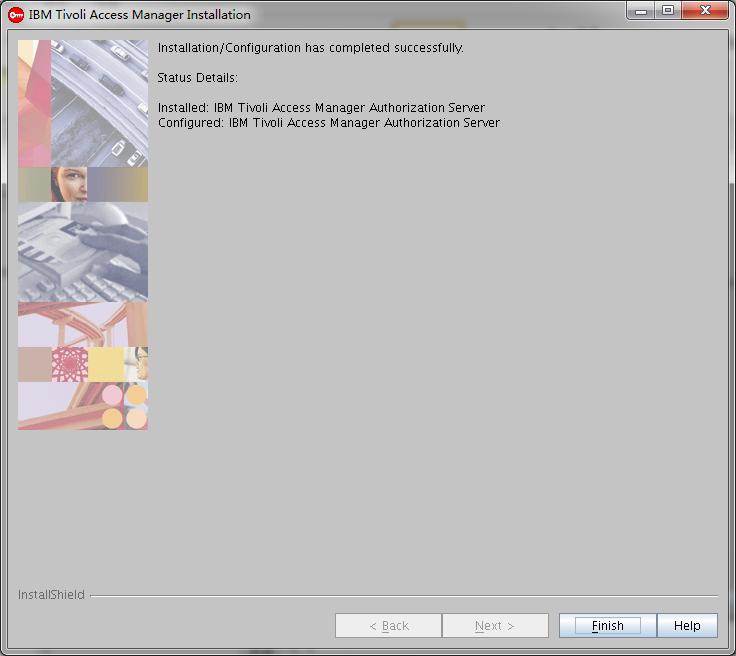 IBM Tivoli Access Manager Installation
Installation/Configuration has completed successfully.
Status Details:
Installed: IBM Tivoli Access Manager Authorization Server
Configured: IBM Tivoli Access Manager Authorization Server
InstallShield
< Back
Next >
Finish
Help